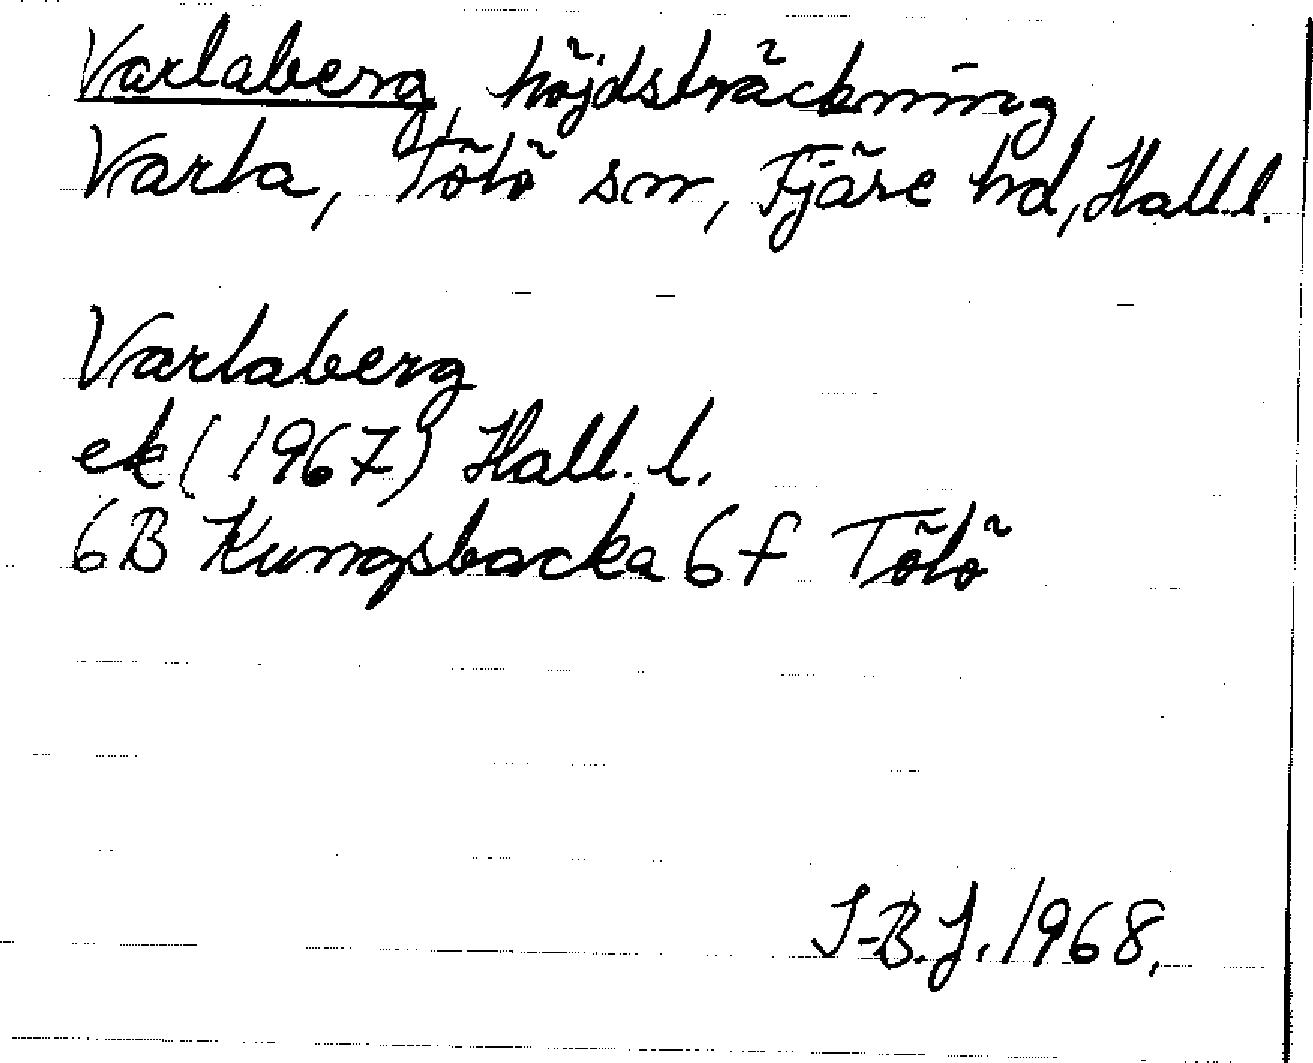 Varlaberg, höjdsträckning,
Varla, Tölö sn, Fjäre hd, Hall.
Varlaberg
ek (1967) Hall. l.
6B Kungsbacka 6f Tölö
I-B.J. 1968.